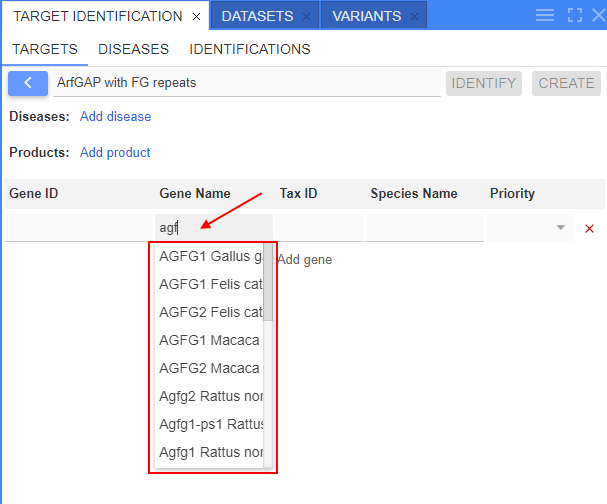 TARGET IDENTIFICATION DATASETS VARIANTS
TARGETS DISEASES IDENTIFICATIONS
ArfGAP with FG repeats IDENTIFY CREATE
Diseases: Add disease
Products: Add product
Gene ID Gene Name Tax ID Species Name Priority
agf
AGFG1 Gallus ga
Add gene
AGFG1 Felis cat
AGFG2 Felis cat
AGFG1 Macaca
AGFG2 Macaca
Agfg2 Rattus nor
Agfg1-ps1 Rattus
Agfg1 Rattus nor